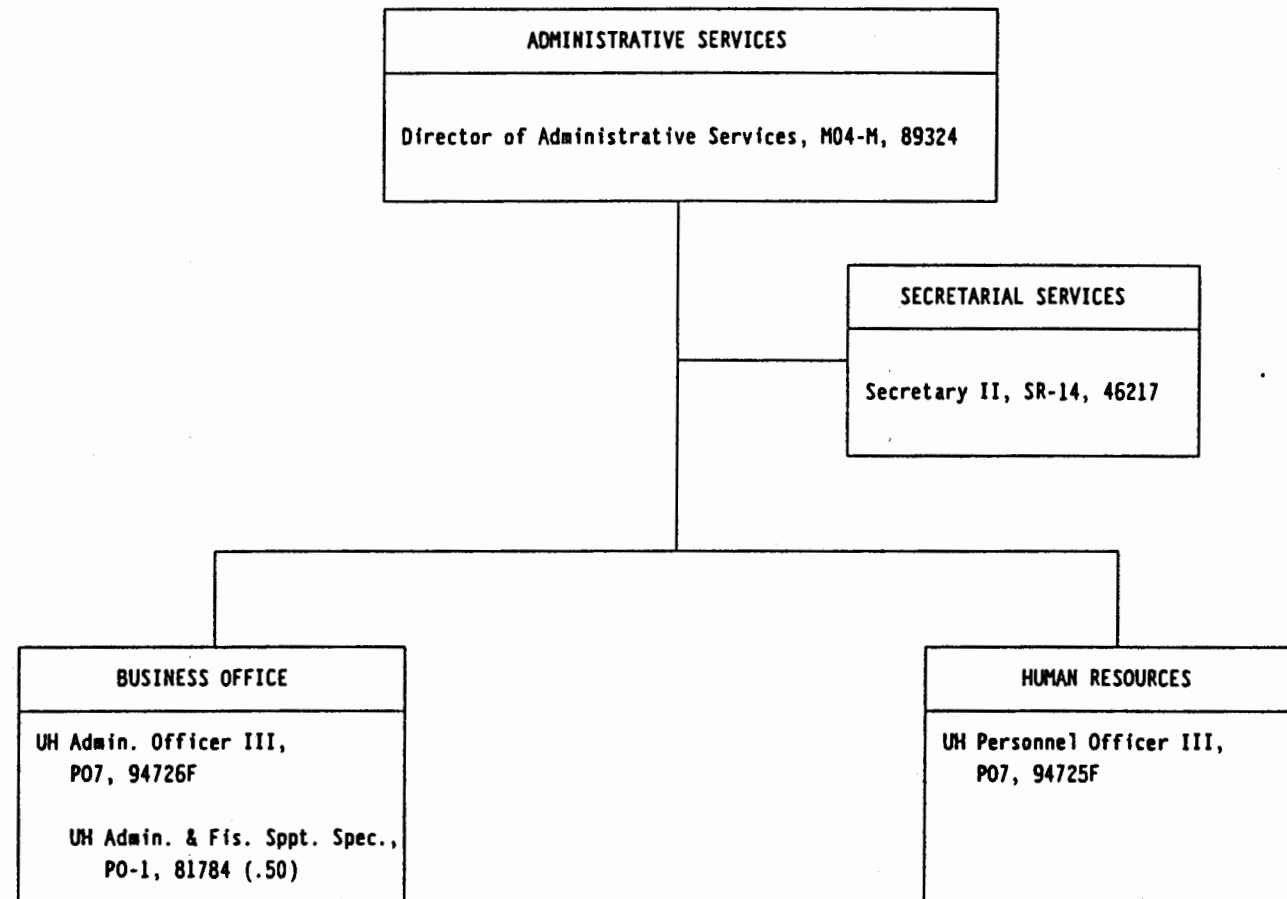 ADMINISTRATIVE SERVICES
Director of Administrative Services, M04-M, 89324
SECRETARIAL SERVICES
Secretary II, SR-14, 46217
BUSINESS OFFICE
UH Admin. Officer III,
PO7, 94726F
UH Admin. & Fis. Sppt. Spec.,
PO-1, 81784 (.50)
HUMAN RESOURCES
UH Personnel Officer III,
PO7, 94725F